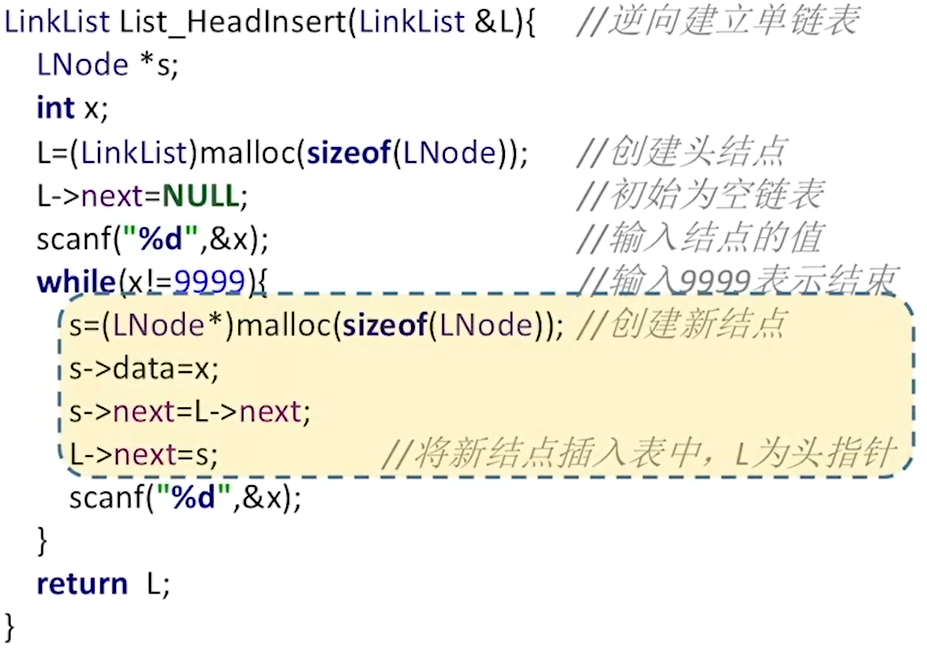 LinkList List_HeadInsert(LinkList &L){ //逆向建立单链表
LNode *s;
int x;
L=(LinkList)malloc(sizeof(LNode)); //创建头结点
L->next=NULL; //初始为空链表
scanf("%d",&x); //输入结点的值
while(x!=9999){ //输入9999表示结束
s=(LNode*)malloc(sizeof(LNode)); //创建新结点
s->data=x;
s->next=L->next;
L->next=s; //将新结点插入表中，L为头指针
scanf("%d",&x);
}
return L;
}